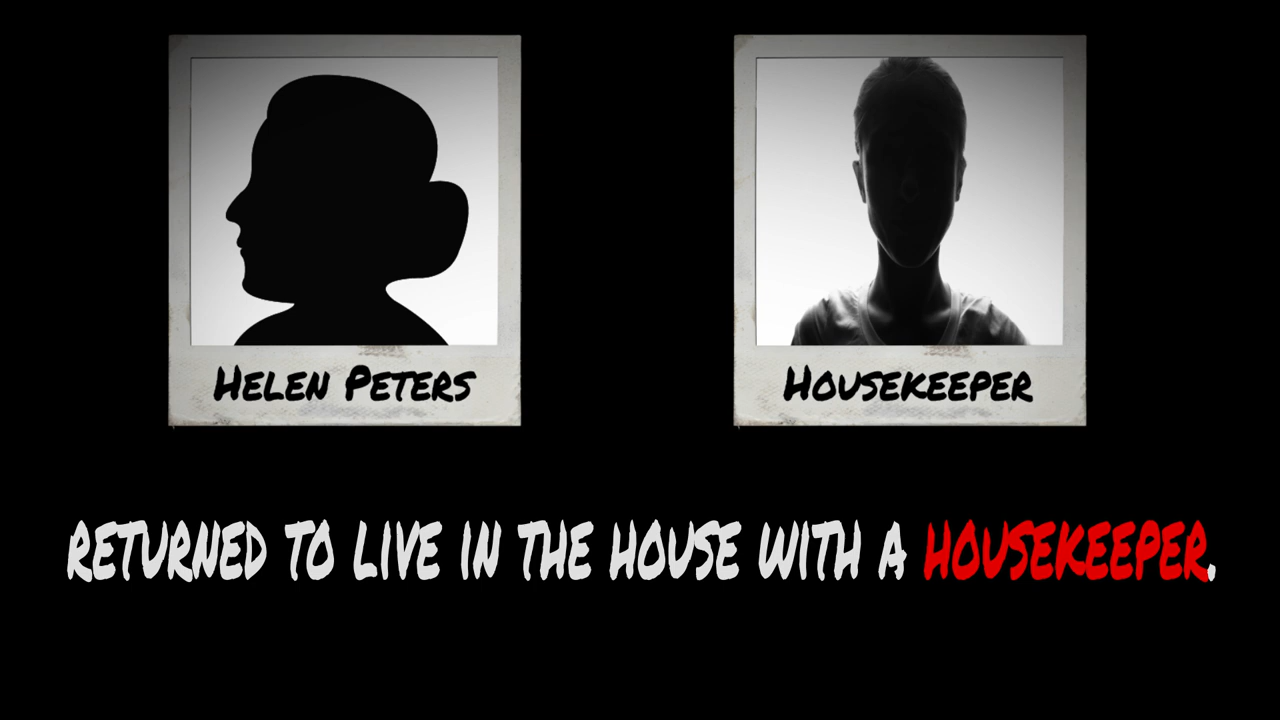 Helen Peters
Housekeeper
RETURNED TO LIVE IN THE HOUSE WITH A HOUSEKEEPER.